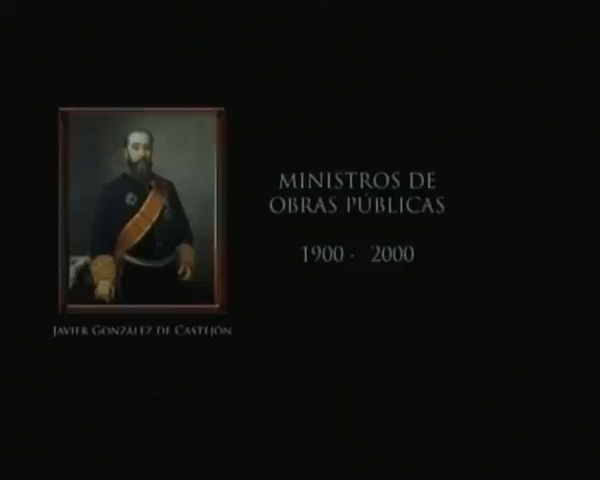 MINISTROS DE
OBRAS PÚBLICAS
1900 - 2000
JAVIER GONZÁLEZ DE CASTEJÓN